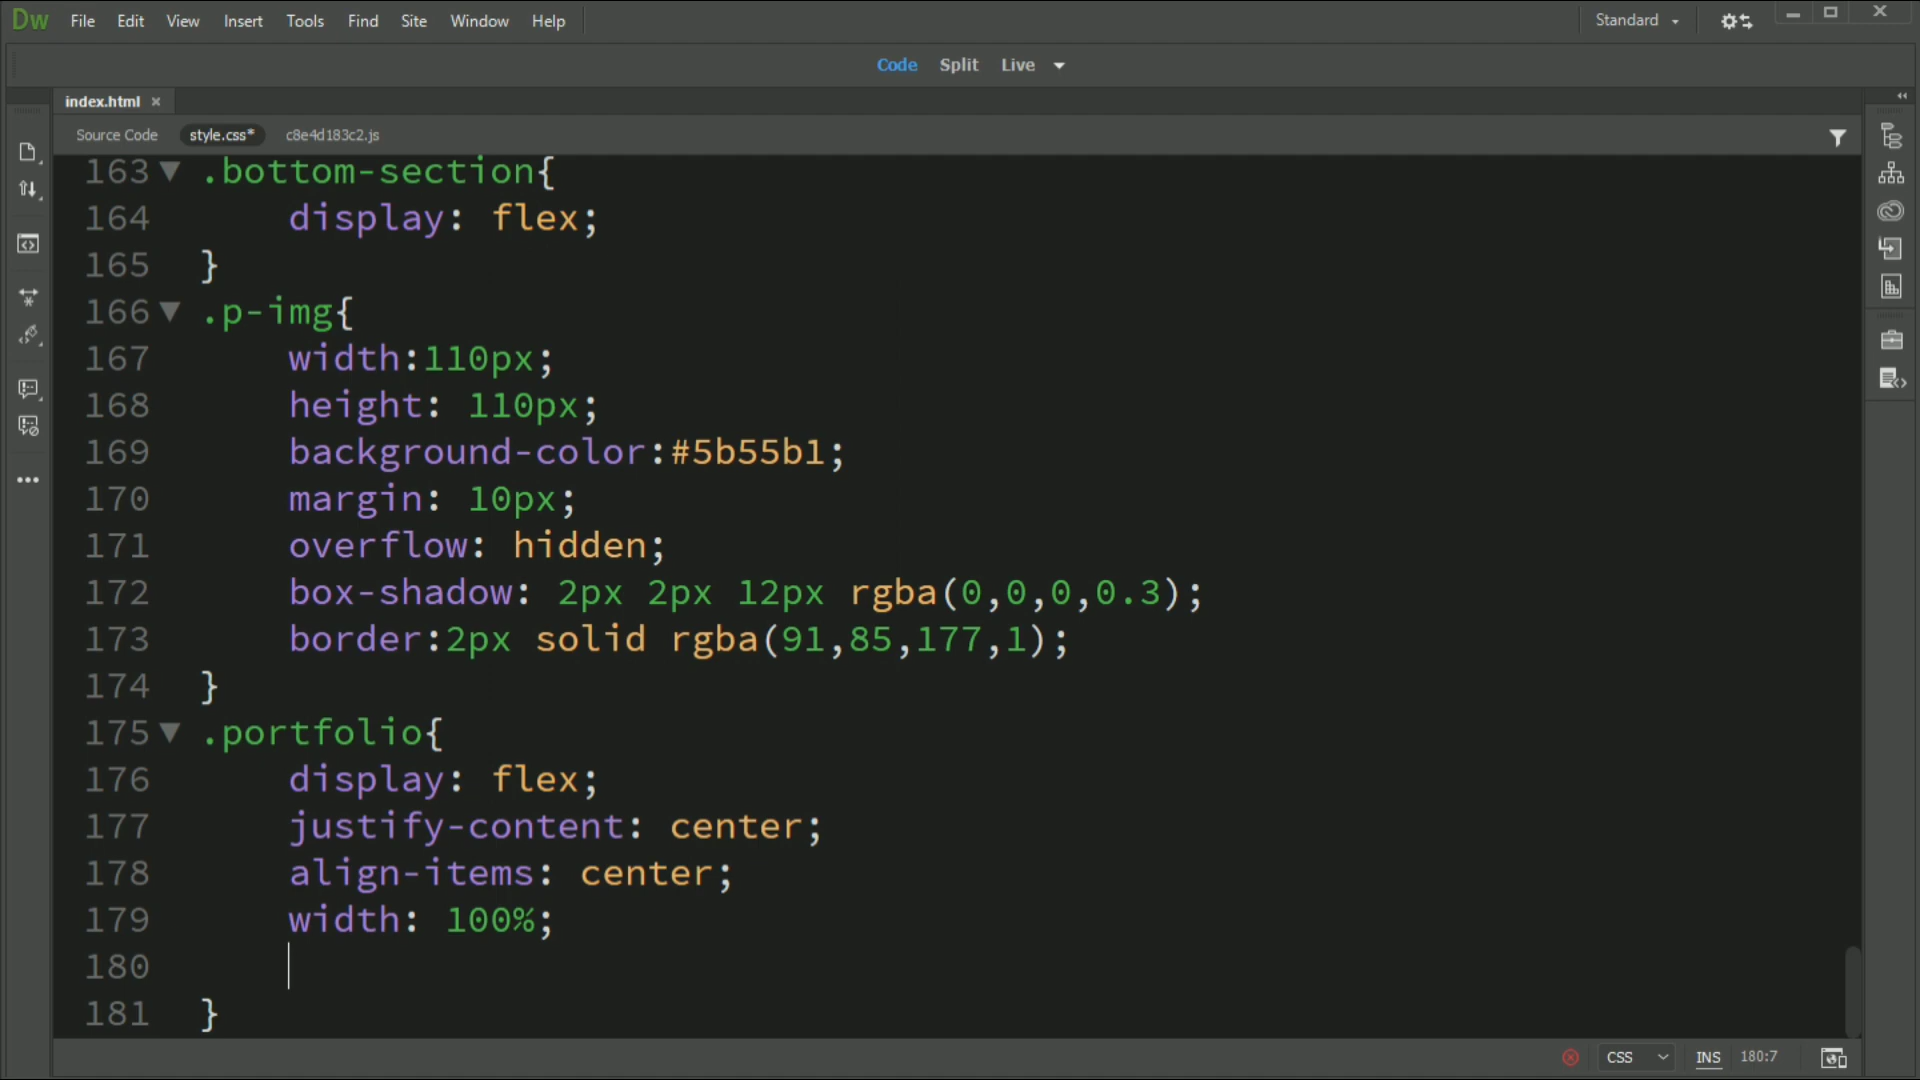 Dw File Edit View Insert Tools Find Site Window Help Standard
Code Split Live
index.html
Source Code style.css* c8e4d183c2.js
163 .bottom-section{
164 display: flex;
165 }
166 .p-img{
167 width:110px;
168 height: 110px;
169 background-color:#5b55b1;
170 margin: 10px;
171 overflow: hidden;
172 box-shadow: 2px 2px 12px rgba(0,0,0,0.3);
173 border:2px solid rgba(91,85,177,1);
174 }
175 .portfolio{
176 display: flex;
177 justify-content: center;
178 align-items: center;
179 width: 100%;
180
181 }
CSS INS 180:7